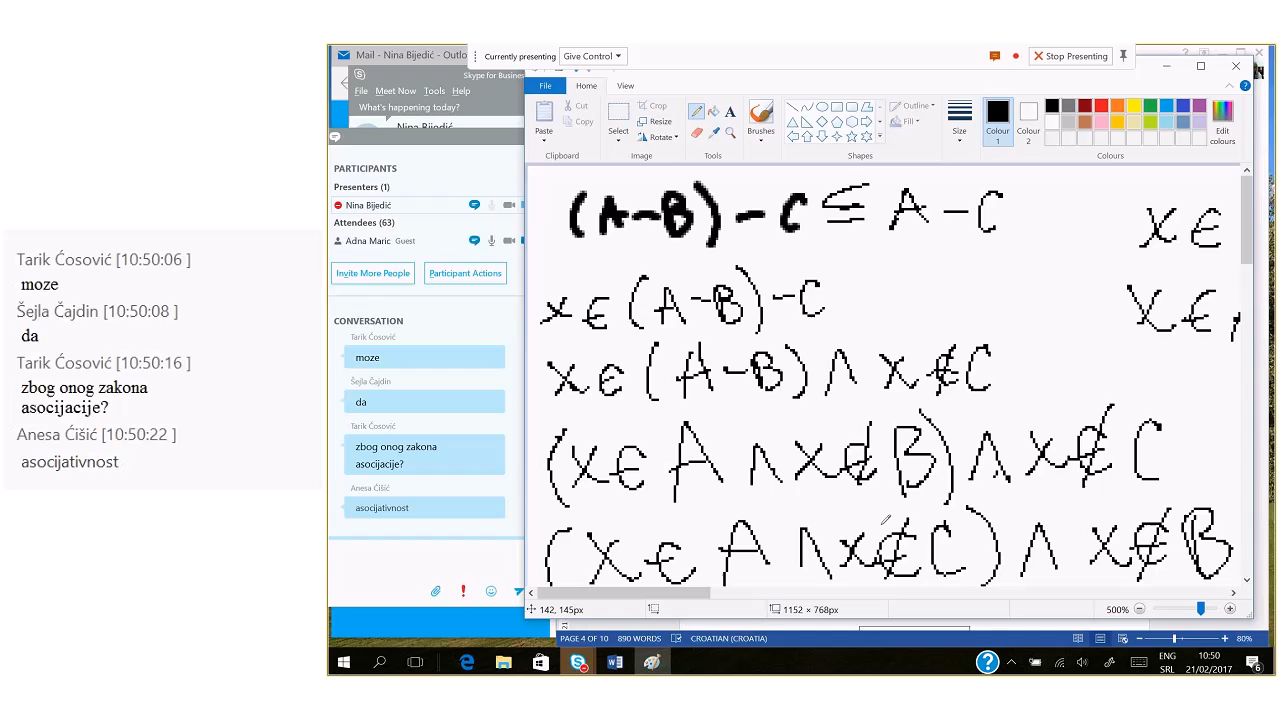 Tarik Ćosović [10:50:06 ]
moze
Šejla Čajdin [10:50:08 ]
da
Tarik Ćosović [10:50:16 ]
zbog onog zakona
asocijacije?
Anesa Ćišić [10:50:22 ]
asocijativnost
Mail - Nina Bijedić - Outlo
Skype for Busines
File Meet Now Tools Help
What's happening today?
Nina Bijedić
PARTICIPANTS
Presenters (1)
Nina Bijedić
Attendees (63)
Adna Maric Guest
Invite More People
Participant Actions
CONVERSATION
Tarik Ćosović
moze
Šejla Čajdin
da
Tarik Ćosović
zbog onog zakona
asocijacije?
Anesa Ćišić
asocijativnost
Currently presenting
Give Control
Stop Presenting
File Home View
Paste
Cut
Copy
Clipboard
Select
Crop
Resize
Rotate
Image
A
Tools
Brushes
Outline
Fill
Shapes
Size
Colour
1
Colour
2
Edit
colours
Colours
(A-B)-C ⊆ A-C
x∈(A-B)-C
x∈(A-B)∧x∉C
(x∈A∧x∉B)∧x∉C
(x∈A∧x∉C)∧x∉B
x∈
x∈
142, 145px
1152 × 768px
500%
PAGE 4 OF 10
890 WORDS
CROATIAN (CROATIA)
80%
ENG
SRL
10:50
21/02/2017
6